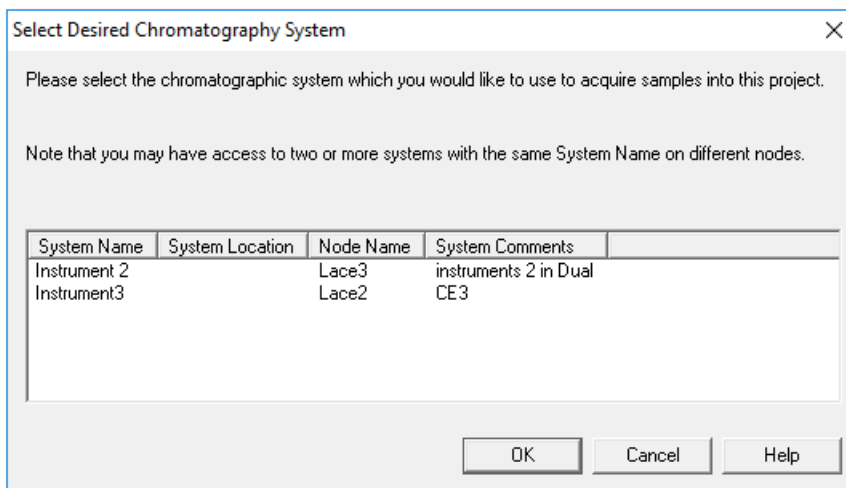 Select Desired Chromatography System
Please select the chromatographic system which you would like to use to acquire samples into this project.
Note that you may have access to two or more systems with the same System Name on different nodes.
System Name System Location Node Name System Comments
Instrument 2 Lace3 instruments 2 in Dual
Instrument3 Lace2 CE3
OK Cancel Help